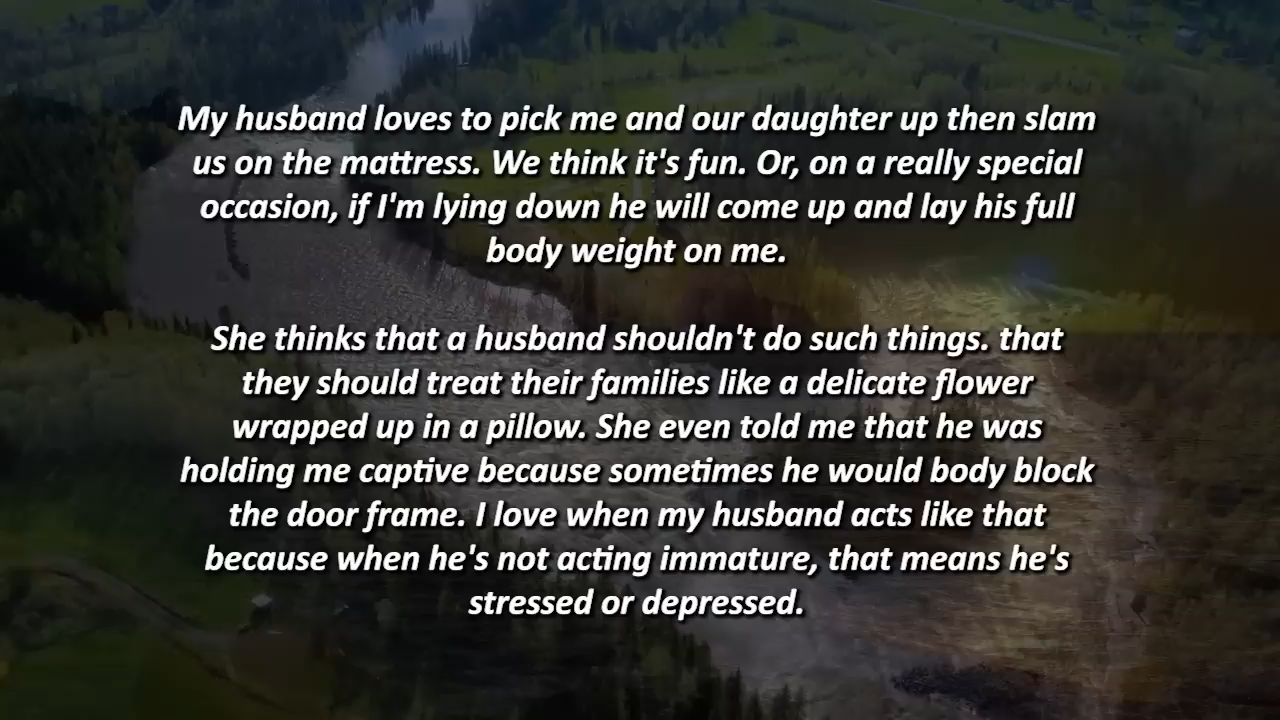 My husband loves to pick me and our daughter up then slam
us on the mattress. We think it's fun. Or, on a really special
occasion, if I'm lying down he will come up and lay his full
body weight on me.
She thinks that a husband shouldn't do such things. that
they should treat their families like a delicate flower
wrapped up in a pillow. She even told me that he was
holding me captive because sometimes he would body block
the door frame. I love when my husband acts like that
because when he's not acting immature, that means he's
stressed or depressed.